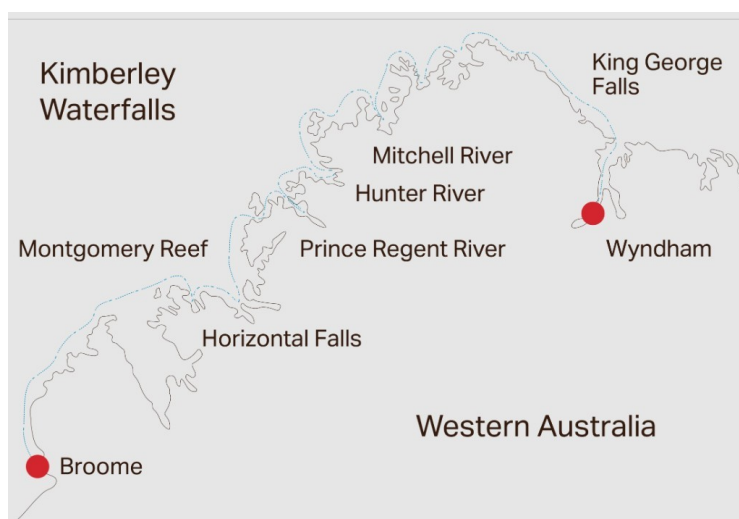 Kimberley
Waterfalls
King George
Falls
Mitchell River
Hunter River
Montgomery Reef
Prince Regent River
Wyndham
Horizontal Falls
Western Australia
Broome